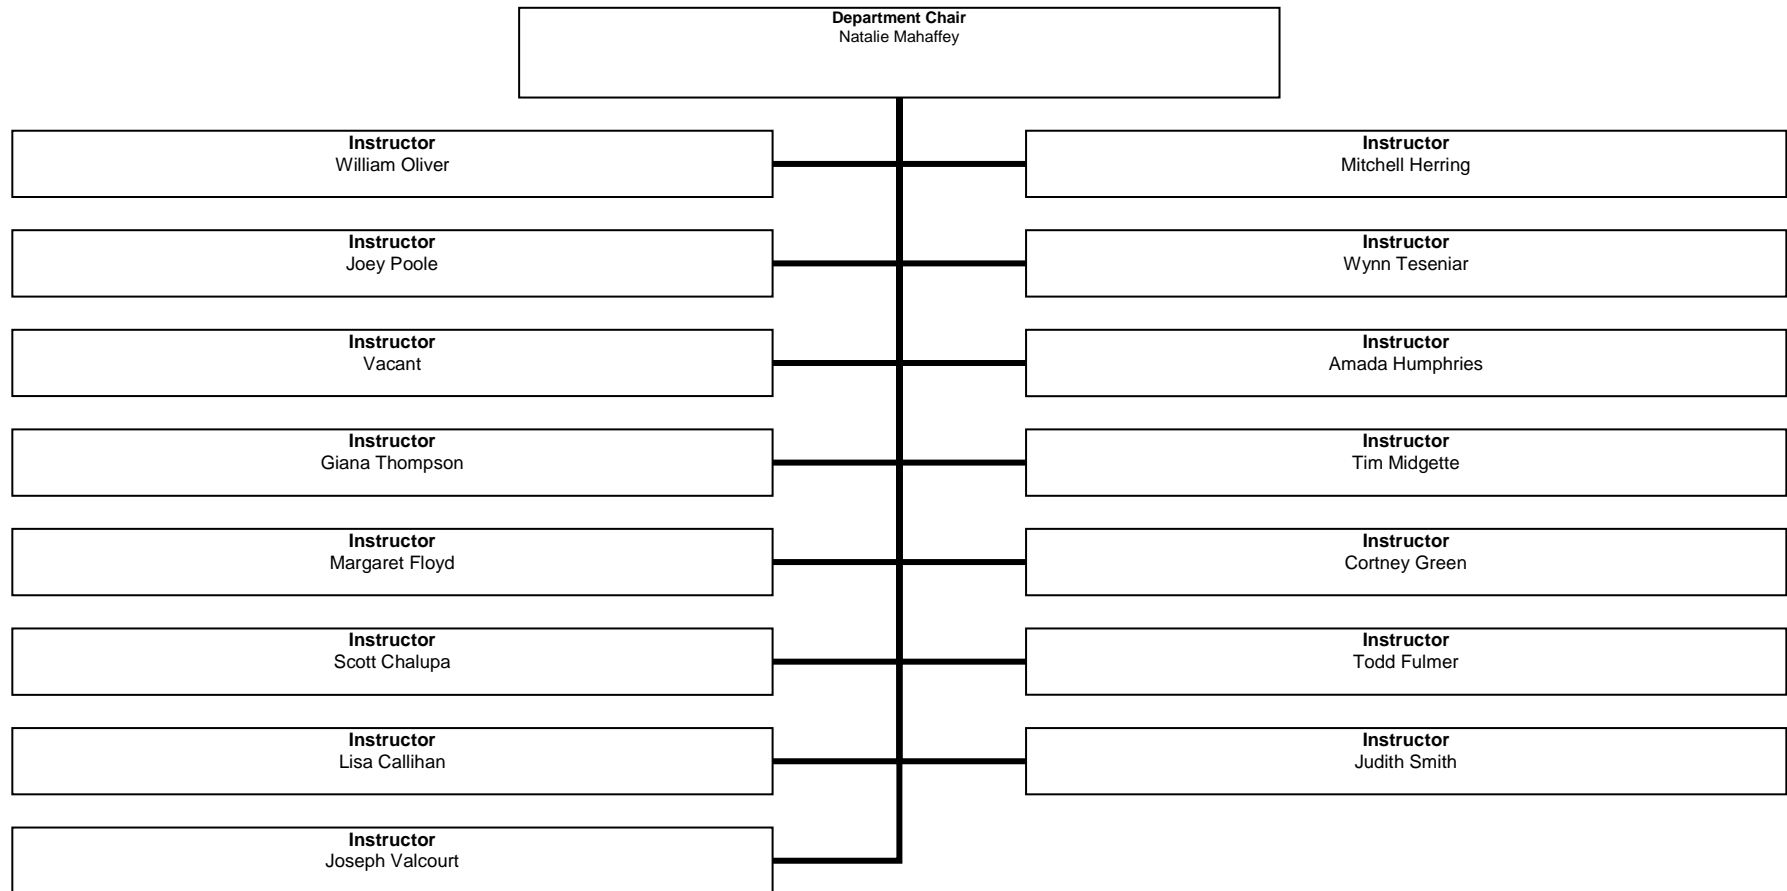 Department Chair
Natalie Mahaffey
Instructor
William Oliver
Instructor
Mitchell Herring
Instructor
Joey Poole
Instructor
Wynn Teseniar
Instructor
Vacant
Instructor
Amada Humphries
Instructor
Giana Thompson
Instructor
Tim Midgette
Instructor
Margaret Floyd
Instructor
Cortney Green
Instructor
Scott Chalupa
Instructor
Todd Fulmer
Instructor
Lisa Callihan
Instructor
Judith Smith
Instructor
Joseph Valcourt